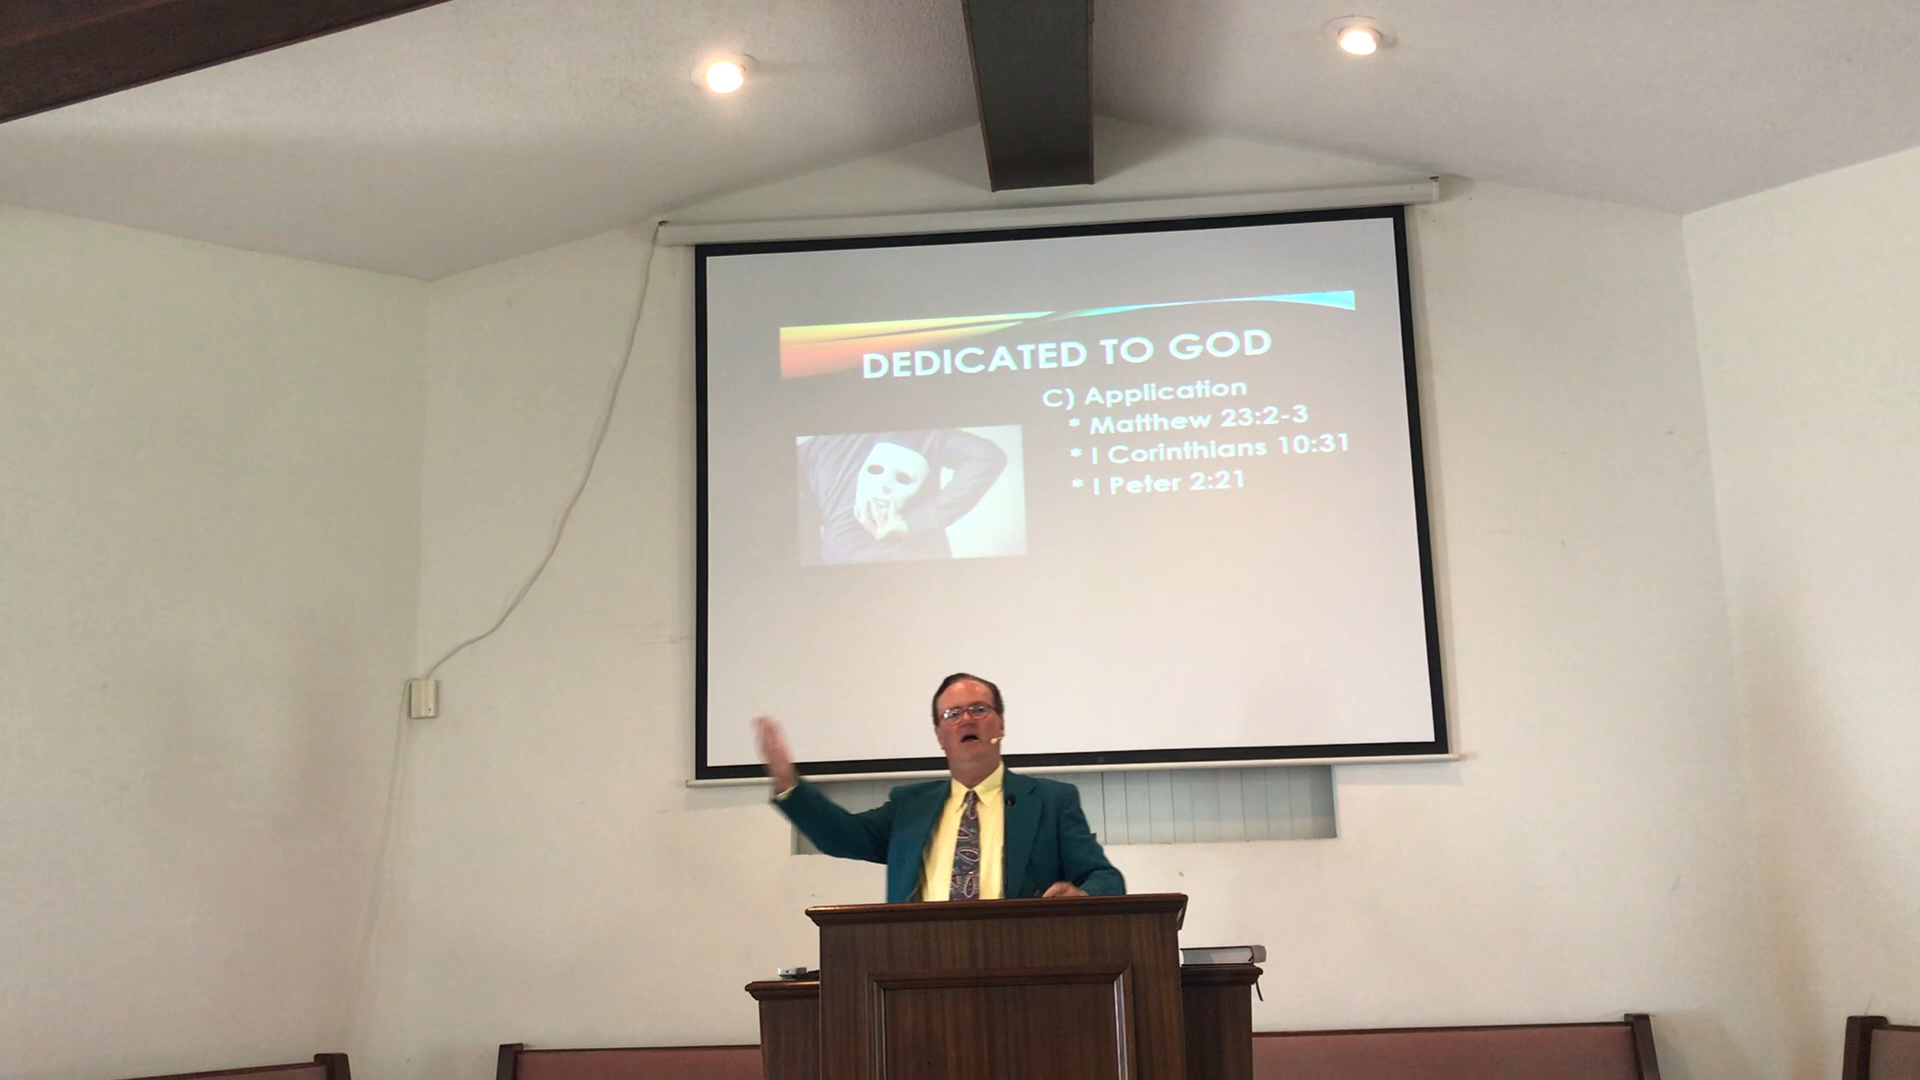 DEDICATED TO GOD
C) Application
* Matthew 23:2-3
* I Corinthians 10:31
* I Peter 2:21